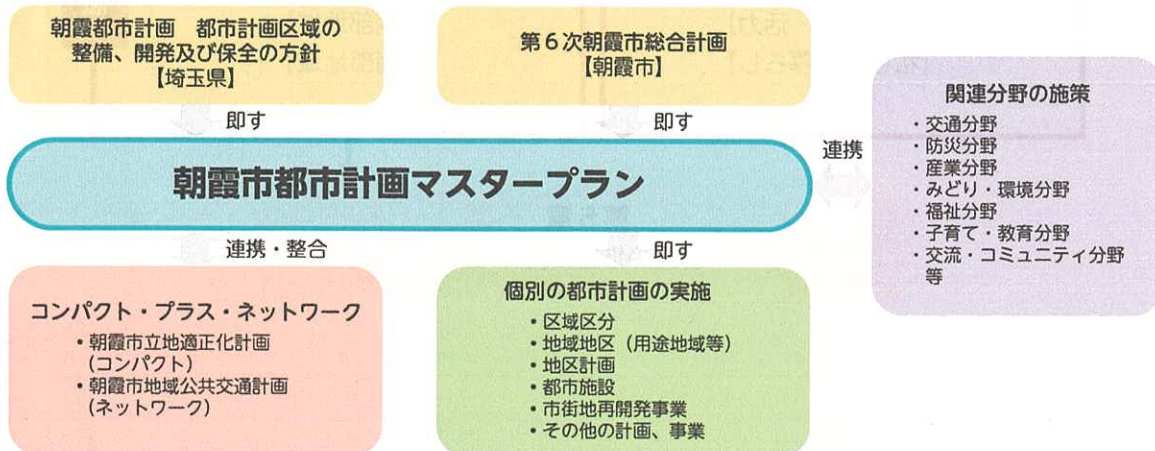 朝霞都市計画 都市計画区域の
整備、開発及び保全の方針
【埼玉県】
第6次朝霞市総合計画
【朝霞市】
即す
即す
朝霞市都市計画マスタープラン
連携
関連分野の施策
・交通分野
・防災分野
・産業分野
・みどり・環境分野
・福祉分野
・子育て・教育分野
・交流・コミュニティ分野
等
連携・整合
即す
コンパクト・プラス・ネットワーク
・朝霞市立地適正化計画
(コンパクト)
・朝霞市地域公共交通計画
(ネットワーク)
個別の都市計画の実施
・区域区分
・地域地区(用途地域等)
・地区計画
・都市施設
・市街地再開発事業
・その他の計画、事業